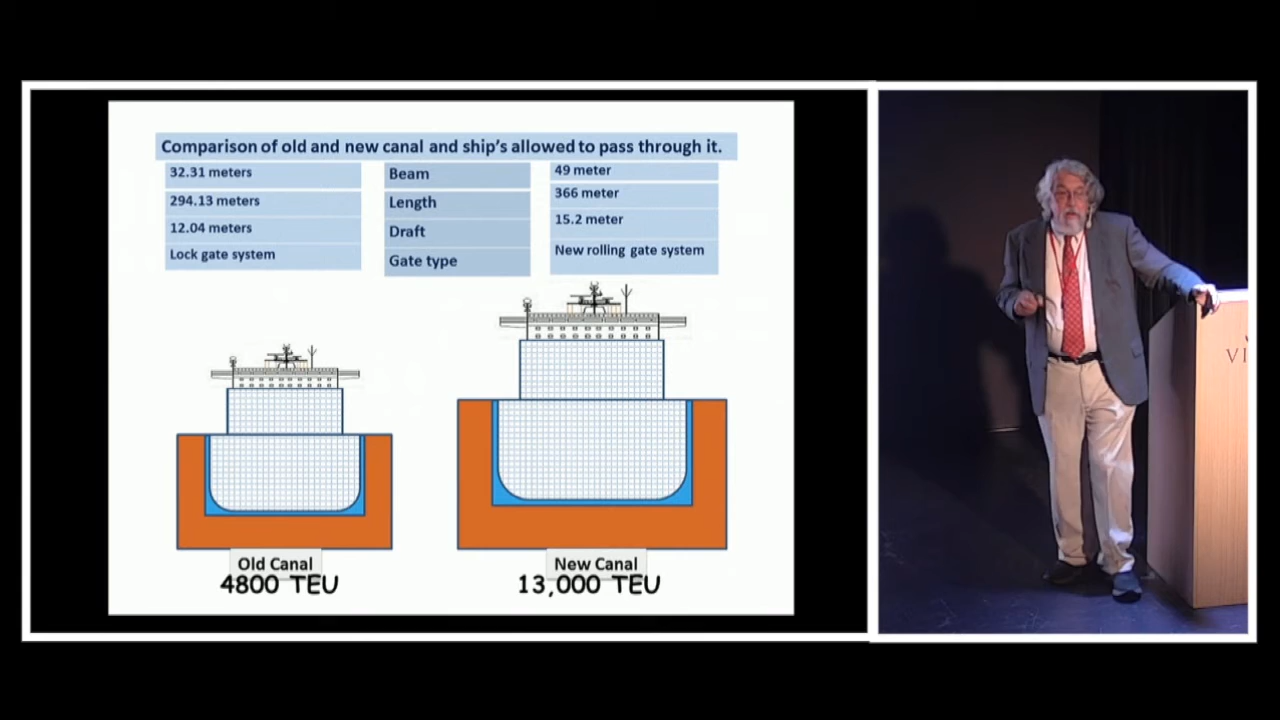 Comparison of old and new canal and ship's allowed to pass through it.
32.31 meters Beam 49 meter
294.13 meters Length 366 meter
12.04 meters Draft 15.2 meter
Lock gate system Gate type New rolling gate system
Old Canal New Canal
4800 TEU 13,000 TEU
VI